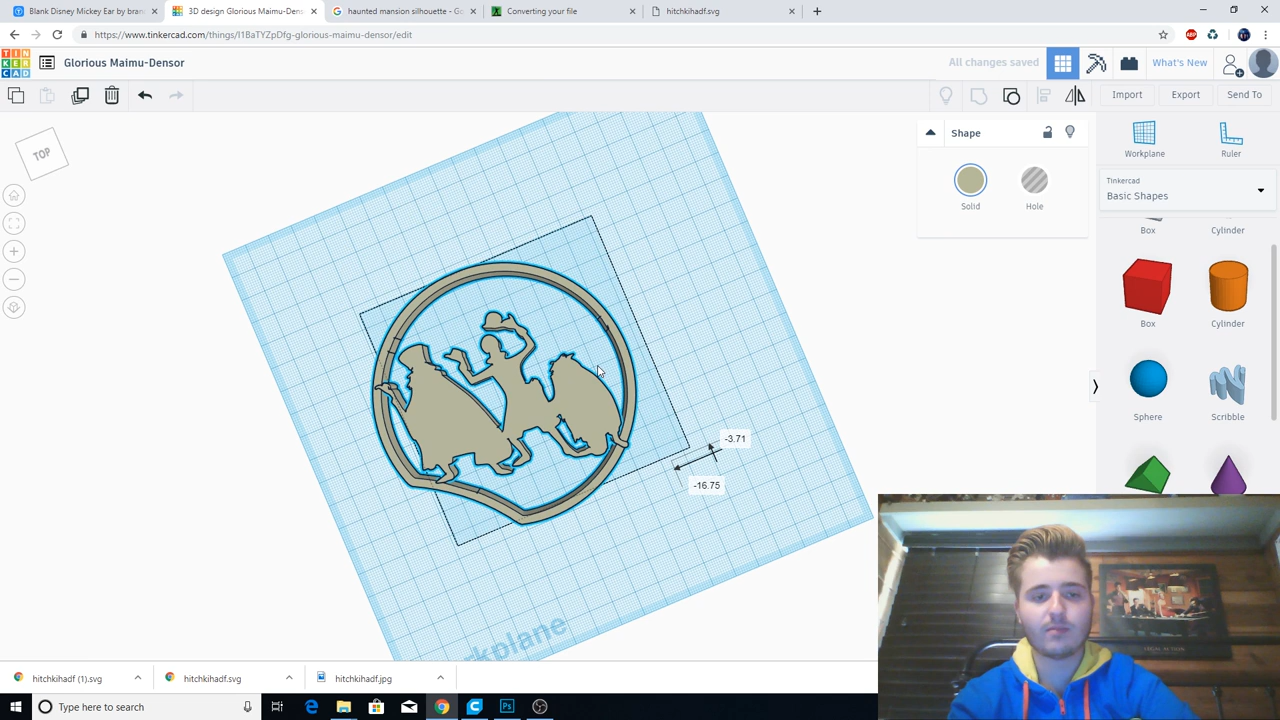 Blank Disney Mickey Ear by bran
3D design Glorious Maimu-Dens
haunted mansion silhouette - Go
Converting your file
hitchkihadf.svg
https://www.tinkercad.com/things/I1BaTYZpDfg-glorious-maimu-densor/edit
TIN
KER
CAD
Glorious Maimu-Densor
All changes saved
What's New
Import
Export
Send To
TOP
Shape
Solid
Hole
Workplane
Ruler
Tinkercad
Basic Shapes
Box
Cylinder
Box
Cylinder
Sphere
Scribble
-3.71
-16.75
kplane
hitchkihadf (1).svg
hitchkihadf.svg
hitchkihadf.jpg
Type here to search